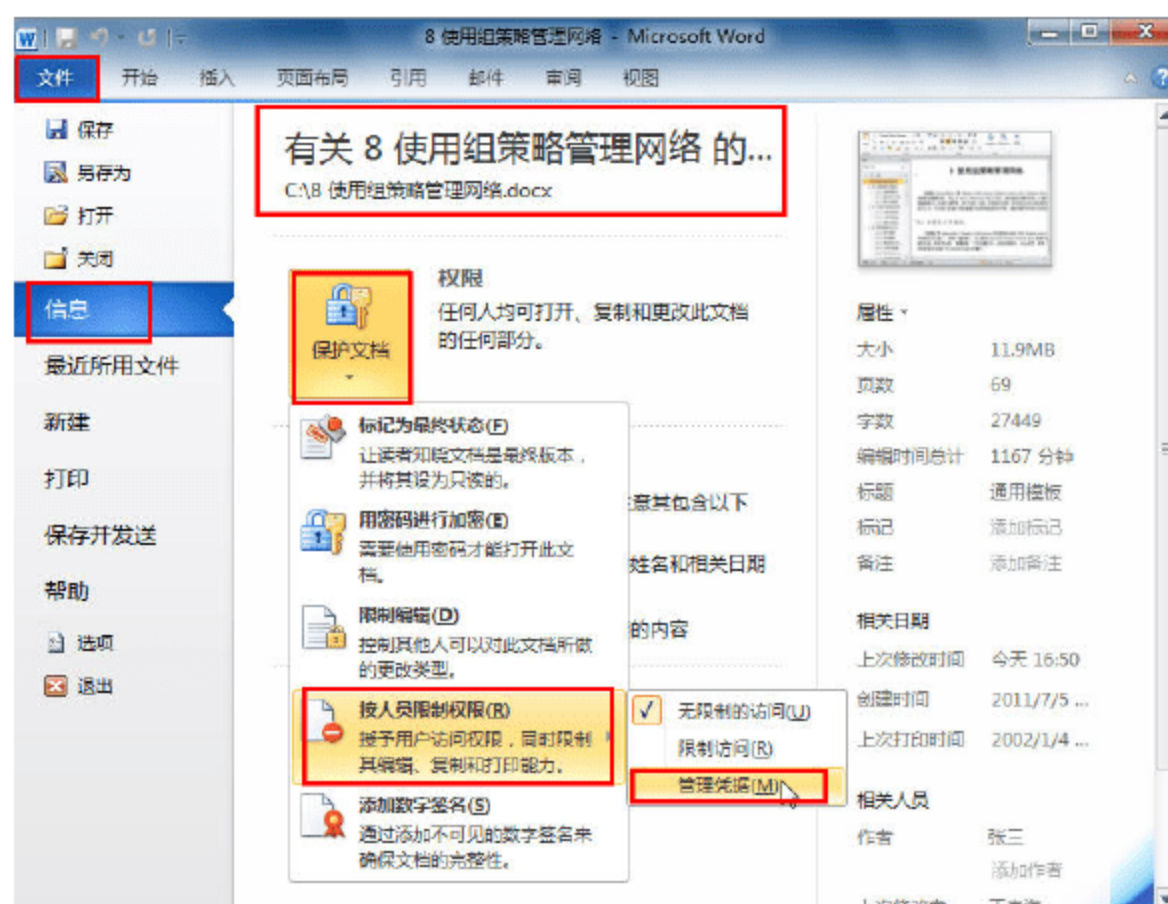 8 使用组策略管理网络 - Microsoft Word
文件 开始 插入 页面布局 引用 邮件 审阅 视图
保存
另存为
打开
关闭
信息
最近所用文件
新建
打印
保存并发送
帮助
选项
退出
有关 8 使用组策略管理网络 的...
C:\8 使用组策略管理网络.docx
保护文档
权限
任何人均可打开、复制和更改此文档
的任何部分。
标记为最终状态(F)
让读者知晓文档是最终版本，
并将其设为只读的。
用密码进行加密(E)
需要使用密码才能打开此文
档。
限制编辑(D)
控制其他人可以对此文档所做
的更改类型。
按人员限制权限(R)
授予用户访问权限，同时限制
其编辑、复制和打印能力。
添加数字签名(S)
通过添加不可见的数字签名来
确保文档的完整性。
意其包含以下
姓名和相关日期
的内容
无限制的访问(U)
限制访问(R)
管理凭据(M)
属性
大小 11.9MB
页数 69
字数 27449
编辑时间总计 1167 分钟
标题 通用模板
标记 添加标记
备注 添加备注
相关日期
上次修改时间 今天 16:50
创建时间 2011/7/5 ...
上次打印时间 2002/1/4 ...
相关人员
作者 张三
添加作者